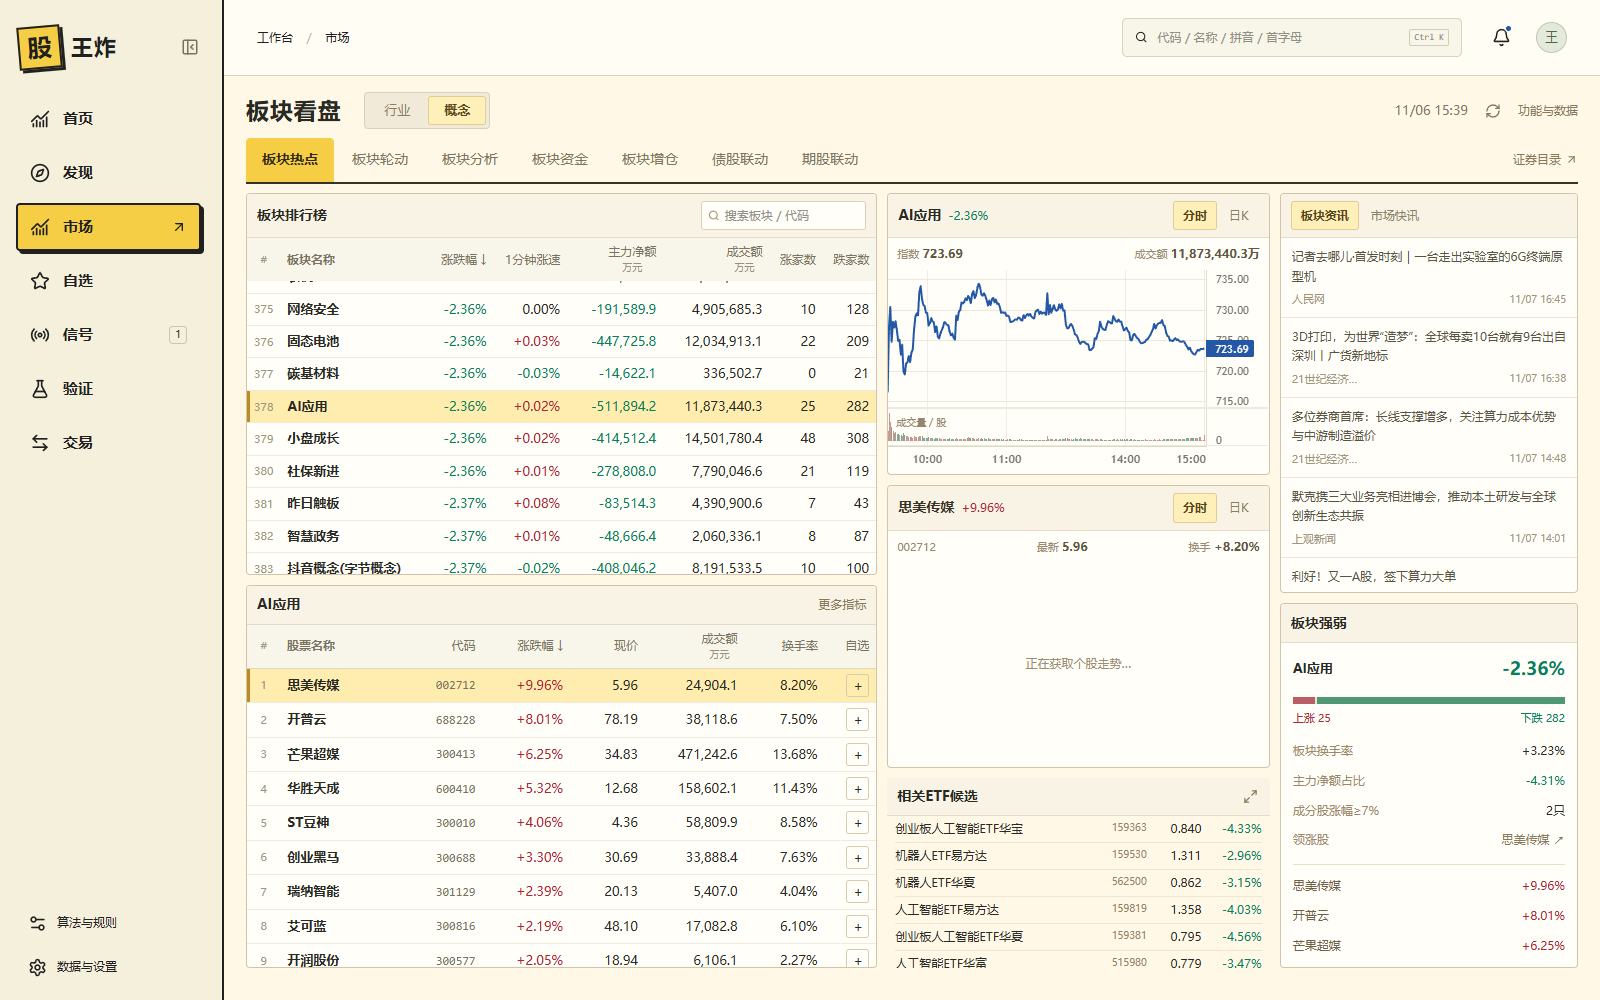 股 王炸
首页
发现
市场
自选
信号 1
验证
交易
算法与规则
数据与设置
工作台 / 市场
代码 / 名称 / 拼音 / 首字母 Ctrl K
王
板块看盘 行业 概念
11/06 15:39 功能与数据
板块热点 板块轮动 板块分析 板块资金 板块增仓 债股联动 期股联动 证券目录
板块排行榜 搜索板块 / 代码
# 板块名称 涨跌幅↓ 1分钟涨速 主力净额 成交额 涨家数 跌家数
万元 万元
375 网络安全 -2.36% 0.00% -191,589.9 4,905,685.3 10 128
376 固态电池 -2.36% +0.03% -447,725.8 12,034,913.1 22 209
377 碳基材料 -2.36% -0.03% -14,622.1 336,502.7 0 21
378 AI应用 -2.36% +0.02% -511,894.2 11,873,440.3 25 282
379 小盘成长 -2.36% +0.02% -414,512.4 14,501,780.4 48 308
380 社保新进 -2.36% +0.01% -278,808.0 7,790,046.6 21 119
381 昨日触板 -2.37% +0.08% -83,514.3 4,390,900.6 7 43
382 智慧政务 -2.37% +0.01% -48,666.4 2,060,336.1 8 87
383 抖音概念(字节概念) -2.37% -0.02% -408,046.2 8,191,533.5 10 100
AI应用 更多指标
# 股票名称 代码 涨跌幅↓ 现价 成交额 换手率 自选
万元
1 思美传媒 002712 +9.96% 5.96 24,904.1 8.20% +
2 开普云 688228 +8.01% 78.19 38,118.6 7.50% +
3 芒果超媒 300413 +6.25% 34.83 471,242.6 13.68% +
4 华胜天成 600410 +5.32% 12.68 158,602.1 11.43% +
5 ST豆神 300010 +4.06% 4.36 58,809.9 8.58% +
6 创业黑马 300688 +3.30% 30.69 33,888.4 7.63% +
7 瑞纳智能 301129 +2.39% 20.13 5,407.0 4.04% +
8 艾可蓝 300816 +2.19% 48.10 17,082.8 6.10% +
9 开润股份 300577 +2.05% 18.94 6,106.1 2.27% +
AI应用 -2.36% 分时 日K
指数 723.69 成交额 11,873,440.3万
735.00
730.00
723.69
720.00
715.00
成交量 / 股
0
10:00 11:00 14:00 15:00
思美传媒 +9.96% 分时 日K
002712 最新 5.96 换手 +8.20%
正在获取个股走势...
相关ETF候选
创业板人工智能ETF华宝 159363 0.840 -4.33%
机器人ETF易方达 159530 1.311 -2.96%
机器人ETF华夏 562500 0.862 -3.15%
人工智能ETF易方达 159819 1.358 -4.03%
创业板人工智能ETF华夏 159381 0.795 -4.56%
人工智能ETF华富 515980 0.779 -3.47%
板块资讯 市场快讯
记者去哪儿·首发时刻 | 一台走出实验室的6G终端原
型机
人民网 11/07 16:45
3D打印，为世界“造梦”：全球每卖10台就有9台出自
深圳丨广货新地标
21世纪经济... 11/07 16:38
多位券商首席：长线支撑增多，关注算力成本优势
与中游制造溢价
21世纪经济... 11/07 14:48
默克携三大业务亮相进博会，推动本土研发与全球
创新生态共振
上观新闻 11/07 14:01
利好！又一A股，签下算力大单
板块强弱
AI应用 -2.36%
上涨 25 下跌 282
板块换手率 +3.23%
主力净额占比 -4.31%
成分股涨幅≥7% 2只
领涨股 思美传媒 ↗
思美传媒 +9.96%
开普云 +8.01%
芒果超媒 +6.25%